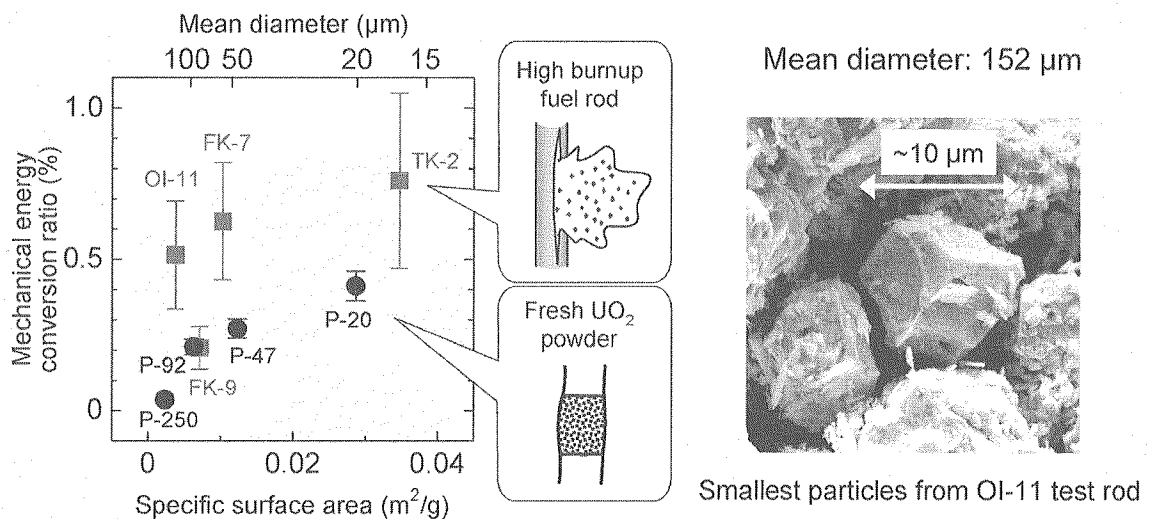 Mean diameter (µm)
100 50 20 15
Mechanical energy
conversion ratio (%)
1.0
0.5
0
OI-11
FK-7
TK-2
P-20
P-47
P-92
FK-9
P-250
0 0.02 0.04
Specific surface area (m²/g)
High burnup
fuel rod
Fresh UO₂
powder
Mean diameter: 152 µm
~10 µm
Smallest particles from OI-11 test rod